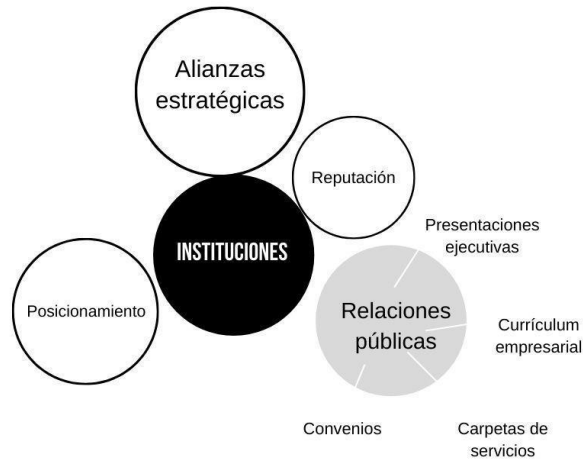 Alianzas
estratégicas
Reputación
Presentaciones
ejecutivas
INSTITUCIONES
Posicionamiento
Relaciones
públicas
Currículum
empresarial
Convenios
Carpetas de
servicios